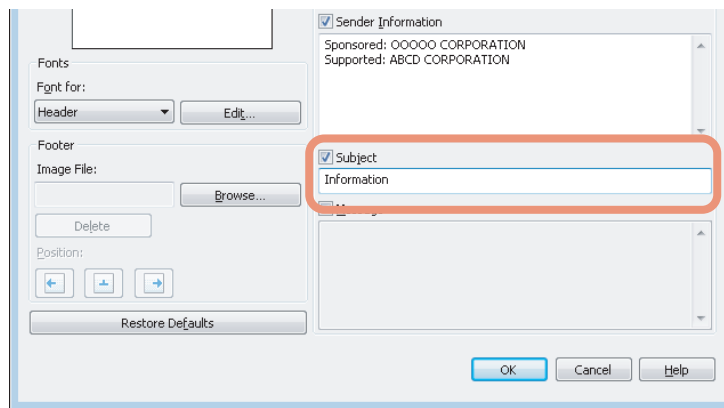 Sender Information
Sponsored: OOOOO CORPORATION
Supported: ABCD CORPORATION
Fonts
Font for:
Header
Edit...
Footer
Image File:
Browse...
Delete
Position:
Restore Defaults
Subject
Information
OK
Cancel
Help